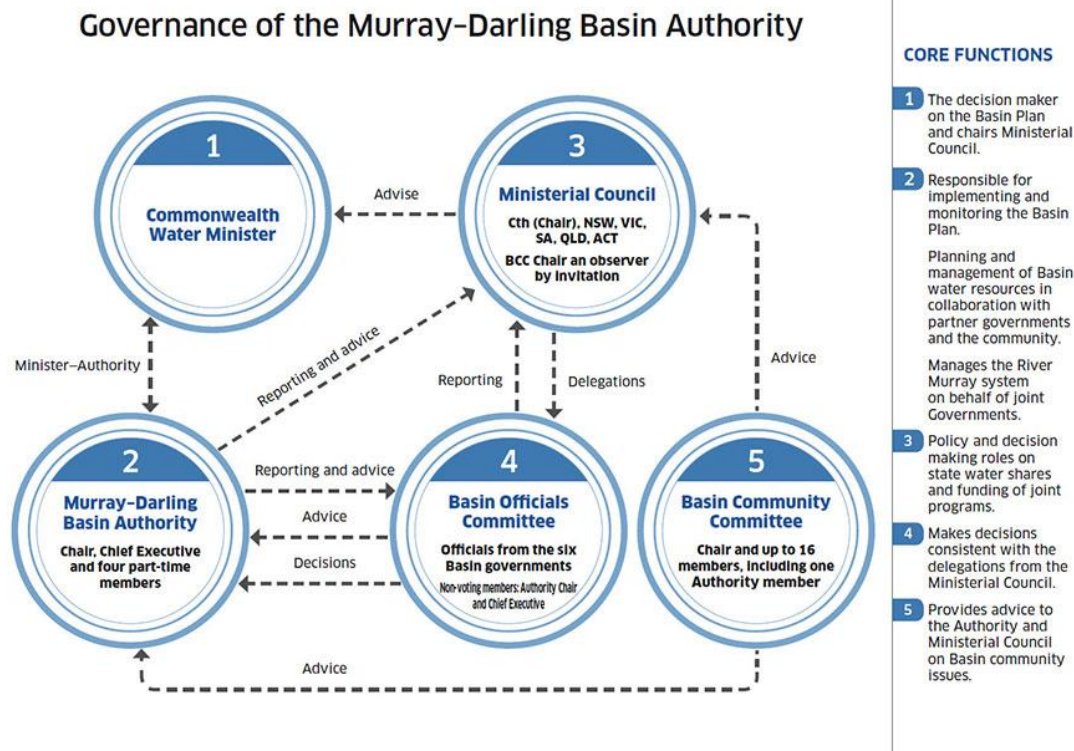 Governance of the Murray–Darling Basin Authority
1
Commonwealth
Water Minister
Advise
3
Ministerial Council
Cth (Chair), NSW, VIC,
SA, QLD, ACT
BCC Chair an observer
by invitation
Minister–Authority
Reporting and advice
Reporting
Delegations
Advice
2
Murray–Darling
Basin Authority
Chair, Chief Executive
and four part-time
members
Reporting and advice
Advice
Decisions
4
Basin Officials
Committee
Officials from the six
Basin governments
Non-voting members: Authority Chair
and Chief Executive
5
Basin Community
Committee
Chair and up to 16
members, including one
Authority member
Advice
CORE FUNCTIONS
1 The decision maker
on the Basin Plan
and chairs Ministerial
Council.
2 Responsible for
implementing and
monitoring the Basin
Plan.
Planning and
management of Basin
water resources in
collaboration with
partner governments
and the community.
Manages the River
Murray system
on behalf of joint
Governments.
3 Policy and decision
making roles on
state water shares
and funding of joint
programs.
4 Makes decisions
consistent with the
delegations from the
Ministerial Council.
5 Provides advice to
the Authority and
Ministerial Council
on Basin community
issues.